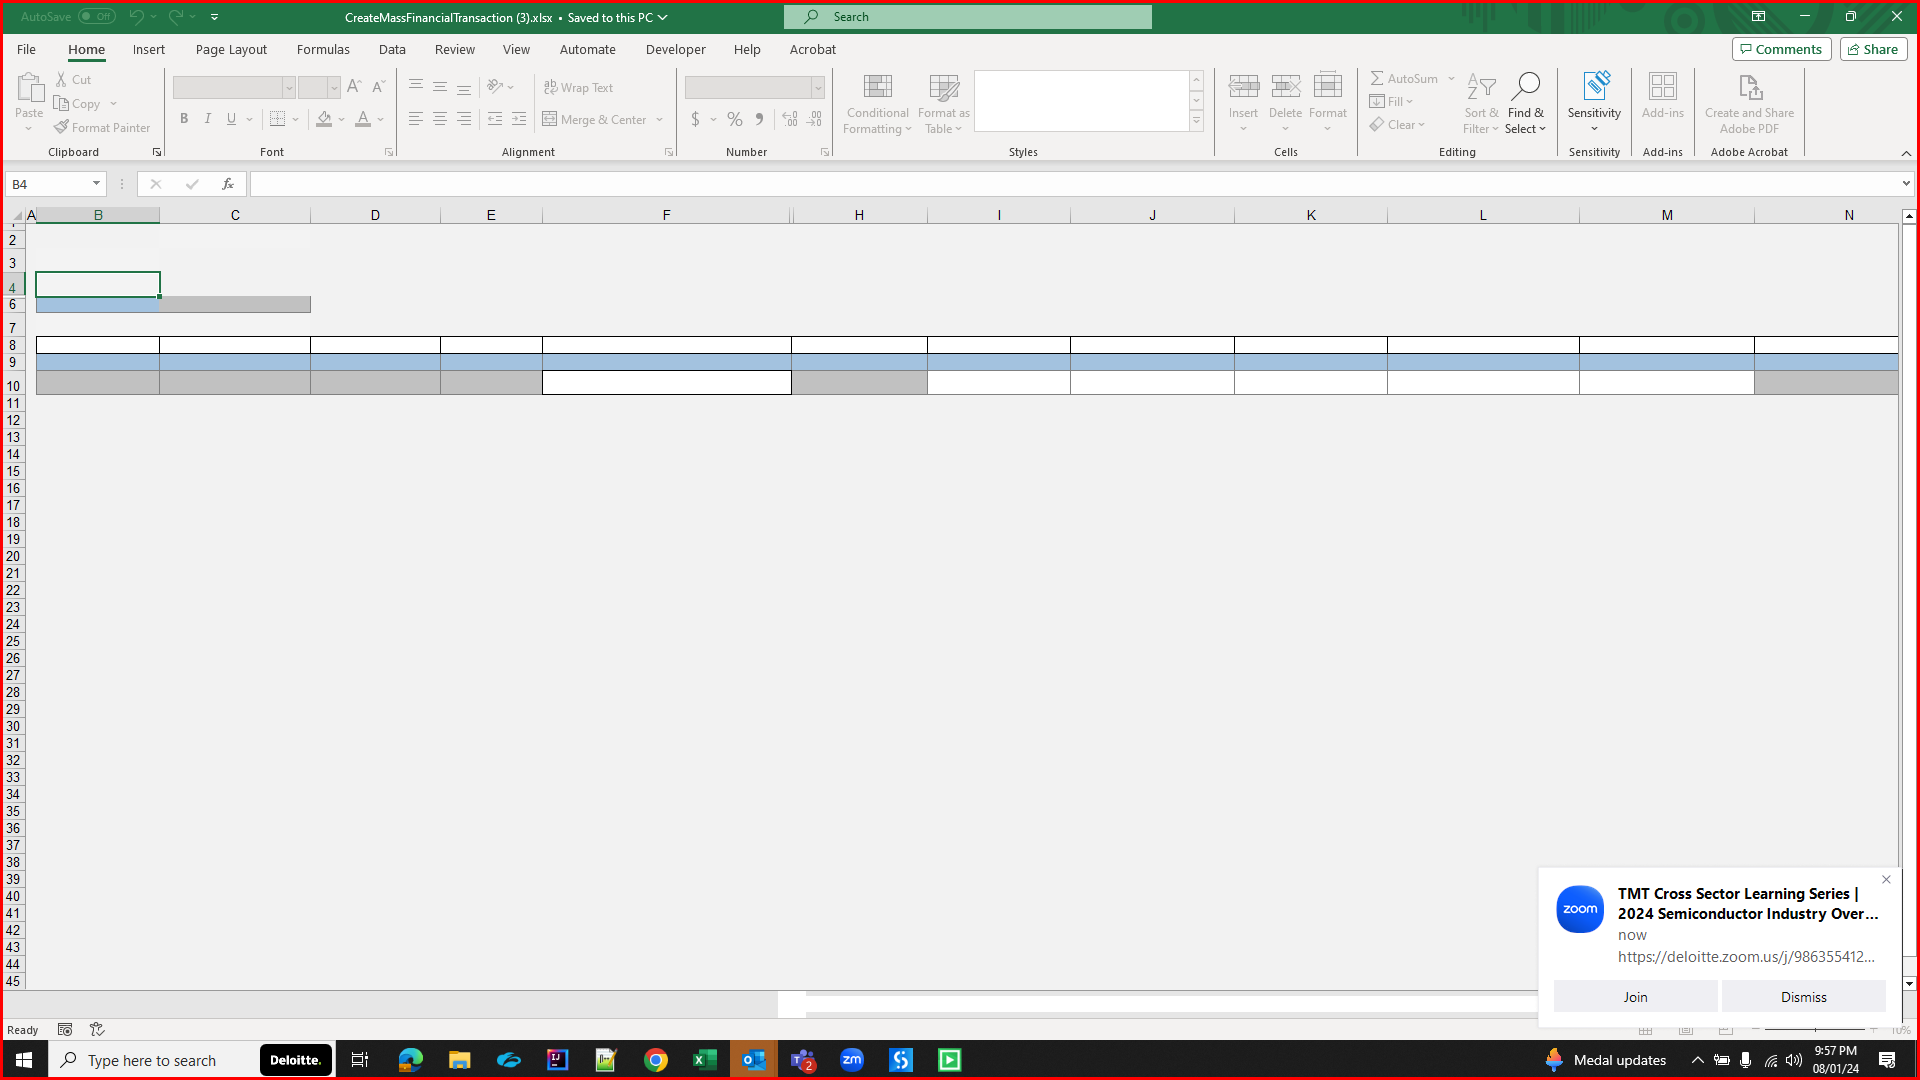 AutoSave Off CreateMassFinancialTransaction (3).xlsx • Saved to this PC Search
File Home Insert Page Layout Formulas Data Review View Automate Developer Help Acrobat Comments Share
Paste Cut Copy Format Painter Clipboard
B I U Font
Wrap Text Merge & Center Alignment
$ % Number
Conditional Formatting Format as Table Styles
Insert Delete Format Cells
AutoSum Fill Clear Sort & Filter Find & Select Editing
Sensitivity Sensitivity
Add-ins Add-ins
Create and Share Adobe PDF Adobe Acrobat
B4 fx
A B C D E F H I J K L M N
2
3
4
6
7
8
9
10
11
12
13
14
15
16
17
18
19
20
21
22
23
24
25
26
27
28
29
30
31
32
33
34
35
36
37
38
39
40
41
42
43
44
45
zoom
TMT Cross Sector Learning Series |
2024 Semiconductor Industry Over...
now
https://deloitte.zoom.us/j/986355412...
Join Dismiss
Ready 10%
Type here to search Deloitte. zm 2 Medal updates 9:57 PM
08/01/24